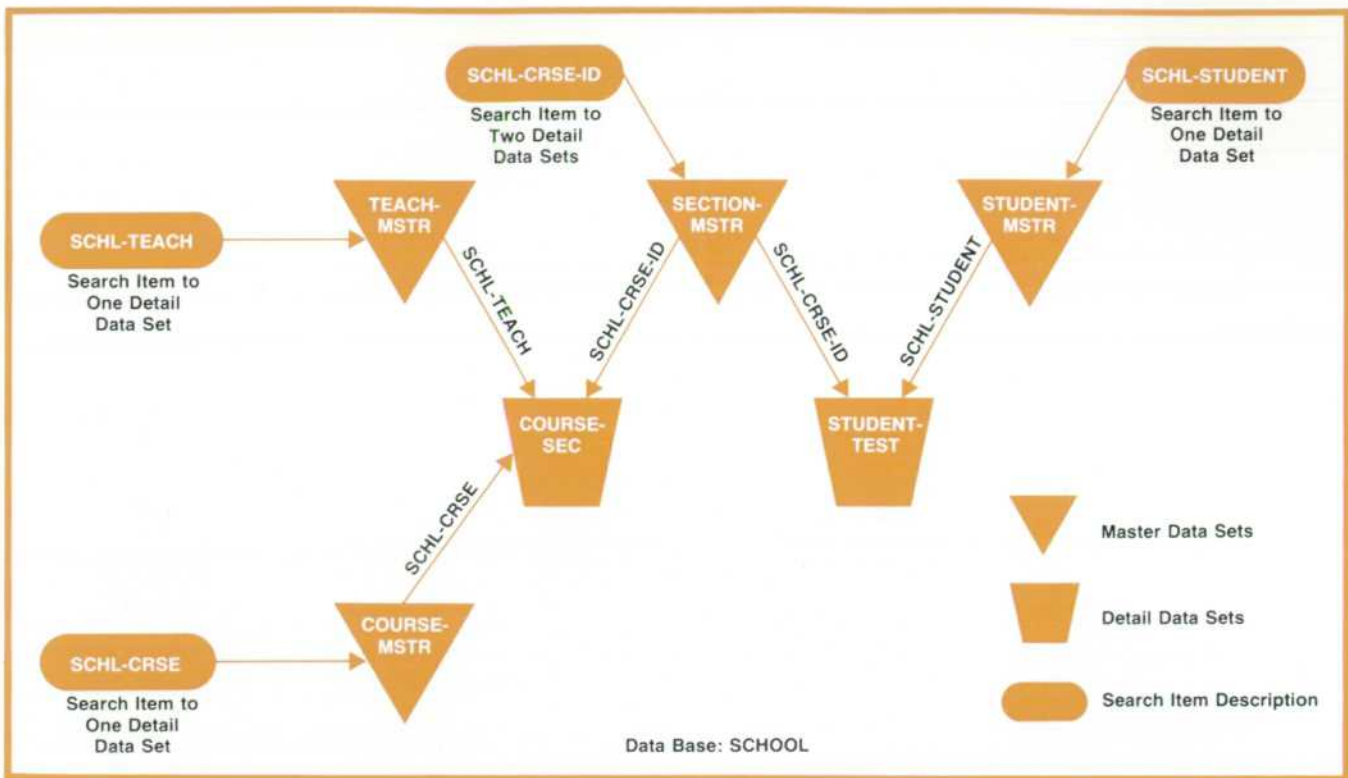 SCHL-CRSE-ID
Search Item to
Two Detail
Data Sets
SCHL-STUDENT
Search Item to
One Detail
Data Set
SCHL-TEACH
Search Item to
One Detail
Data Set
TEACH-
MSTR
SECTION-
MSTR
STUDENT-
MSTR
SCHL-TEACH
SCHL-CRSE-ID
SCHL-CRSE-ID
SCHL-STUDENT
COURSE-
SEC
STUDENT-
TEST
SCHL-CRSE
COURSE-
MSTR
SCHL-CRSE
Search Item to
One Detail
Data Set
Master Data Sets
Detail Data Sets
Search Item Description
Data Base: SCHOOL